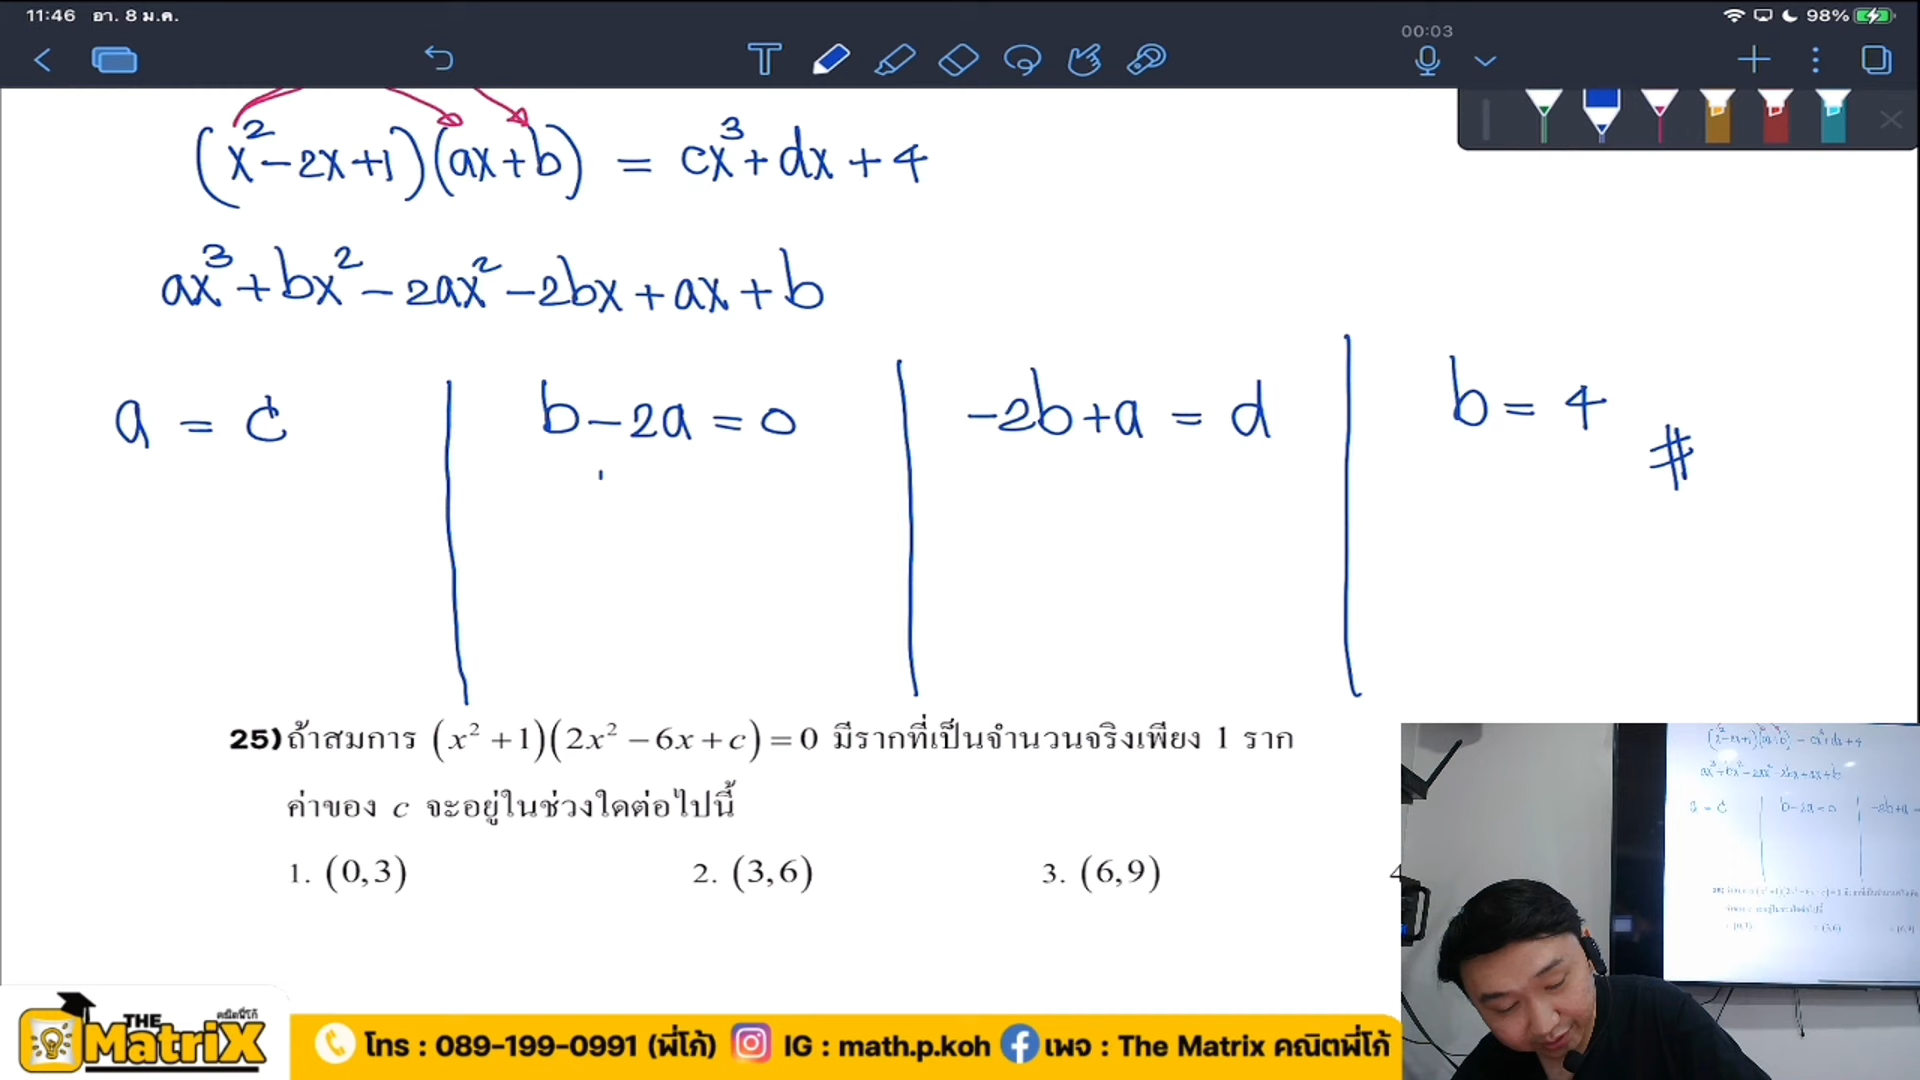 11:46 อา. 8 ม.ค.
98%
00:03
(x²-2x+1)(ax+b) = cx³+dx+4
ax³+bx²-2ax²-2bx+ax+b
a = c
b-2a = 0
-2b+a = d
b = 4
#
25) ถ้าสมการ (x²+1)(2x²-6x+c)=0 มีรากที่เป็นจำนวนจริงเพียง 1 ราก
ค่าของ c จะอยู่ในช่วงใดต่อไปนี้
1. (0,3)
2. (3,6)
3. (6,9)
4
THE MatriX คณิตพี่โก้
โทร : 089-199-0991 (พี่โก้) IG : math.p.koh เพจ : The Matrix คณิตพี่โก้